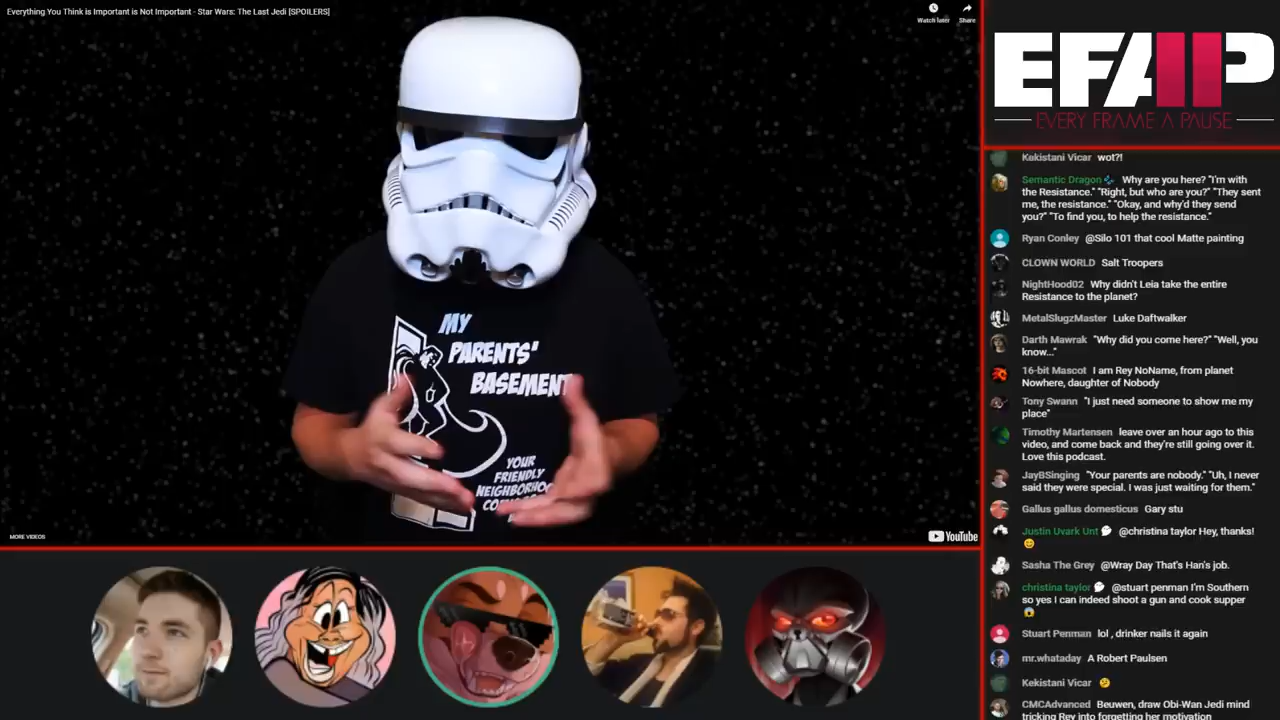 Everything You Think is Important is Not Important - Star Wars: The Last Jedi [SPOILERS]
Watch later
Share
MY
PARENTS'
BASEMENT
YOUR
FRIENDLY
NEIGHBORHOO
MORE VIDEOS
YouTube
EFAP
EVERY FRAME A PAUSE
Kekistani Vicar wot?!
Semantic Dragon Why are you here? "I'm with
the Resistance." "Right, but who are you?" "They sent
me, the resistance." "Okay, and why'd they send
you?" "To find you, to help the resistance."
Ryan Conley @Silo 101 that cool Matte painting
CLOWN WORLD Salt Troopers
NightHood02 Why didn't Leia take the entire
Resistance to the planet?
MetalSlugzMaster Luke Daftwalker
Darth Mawrak "Why did you come here?" "Well, you
know..."
16-bit Mascot I am Rey NoName, from planet
Nowhere, daughter of Nobody
Tony Swann "I just need someone to show me my
place"
Timothy Martensen leave over an hour ago to this
video, and come back and they're still going over it.
Love this podcast.
JayBSinging "Your parents are nobody." "Uh, I never
said they were special. I was just waiting for them."
Gallus gallus domesticus Gary stu
Justin Uvark Unt @christina taylor Hey, thanks!
😊
Sasha The Grey @Wray Day That's Han's job.
christina taylor @stuart penman I'm Southern
so yes I can indeed shoot a gun and cook supper
😱
Stuart Penman lol , drinker nails it again
mr.whataday A Robert Paulsen
Kekistani Vicar 🤨
CMCAdvanced Beuwen, draw Obi-Wan Jedi mind
tricking Rey into forgetting her motivation